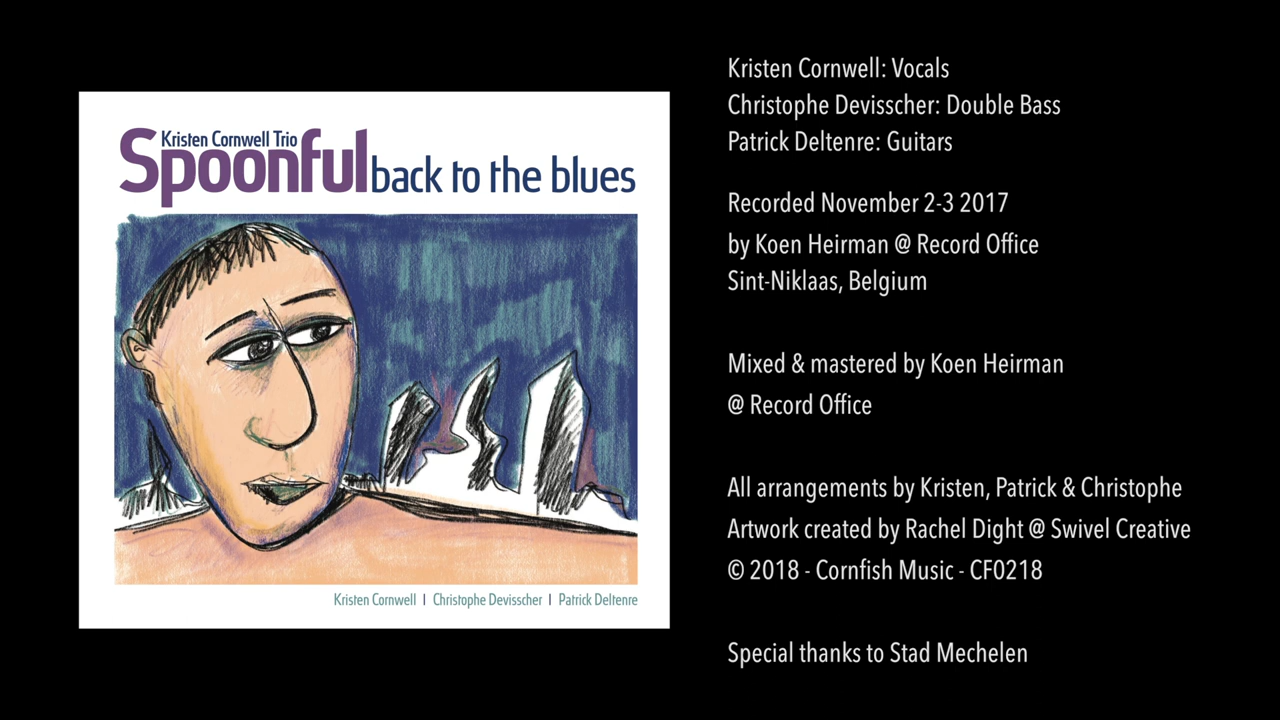 Kristen Cornwell Trio
Spoonful back to the blues
Kristen Cornwell | Christophe Devisscher | Patrick Deltenre
Kristen Cornwell: Vocals
Christophe Devisscher: Double Bass
Patrick Deltenre: Guitars
Recorded November 2-3 2017
by Koen Heirman @ Record Office
Sint-Niklaas, Belgium
Mixed & mastered by Koen Heirman
@ Record Office
All arrangements by Kristen, Patrick & Christophe
Artwork created by Rachel Dight @ Swivel Creative
© 2018 - Cornfish Music - CF0218
Special thanks to Stad Mechelen